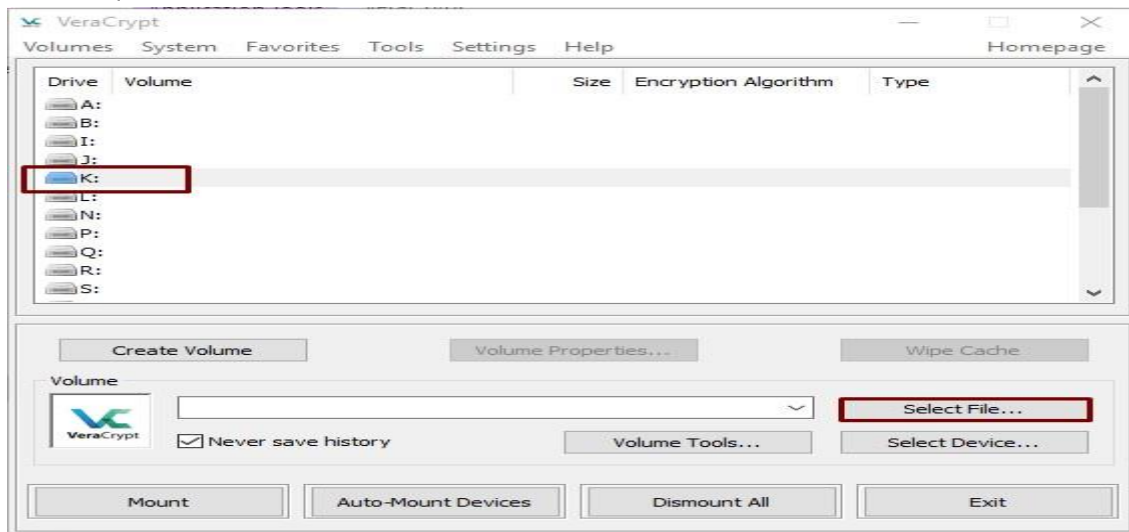 VeraCrypt
Volumes System Favorites Tools Settings Help Homepage
Drive Volume Size Encryption Algorithm Type
A:
B:
I:
J:
K:
L:
N:
P:
Q:
R:
S:
Create Volume Volume Properties... Wipe Cache
Volume
Select File...
VeraCrypt
Never save history Volume Tools... Select Device...
Mount Auto-Mount Devices Dismount All Exit